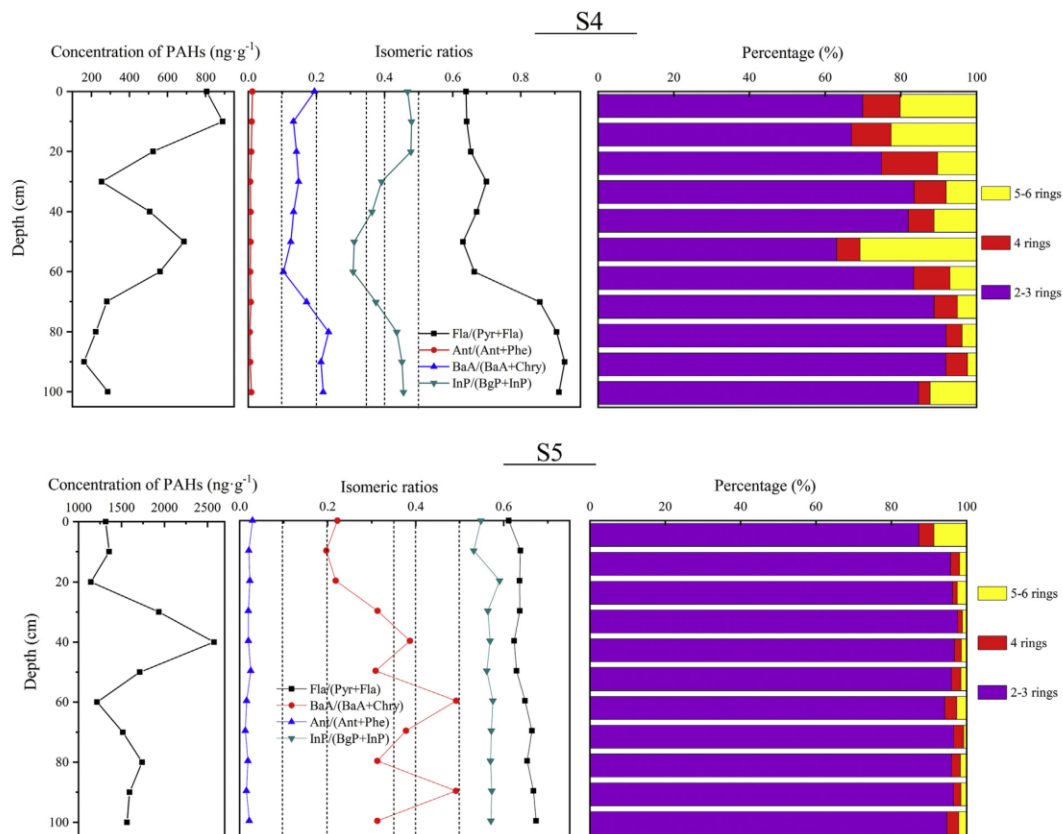 S4
Concentration of PAHs (ng·g⁻¹) Isomeric ratios Percentage (%)
200 400 600 800 0.0 0.2 0.4 0.6 0.8 0 20 40 60 80 100
0
20
40
60
80
100
Depth (cm)
Fla/(Pyr+Fla)
Ant/(Ant+Phe)
BaA/(BaA+Chry)
InP/(BgP+InP)
5-6 rings
4 rings
2-3 rings
S5
Concentration of PAHs (ng·g⁻¹) Isomeric ratios Percentage (%)
1000 1500 2000 2500 0.0 0.2 0.4 0.6 0 20 40 60 80 100
0
20
40
60
80
100
Depth (cm)
Fla/(Pyr+Fla)
BaA/(BaA+Chry)
Ant/(Ant+Phe)
InP/(BgP+InP)
5-6 rings
4 rings
2-3 rings